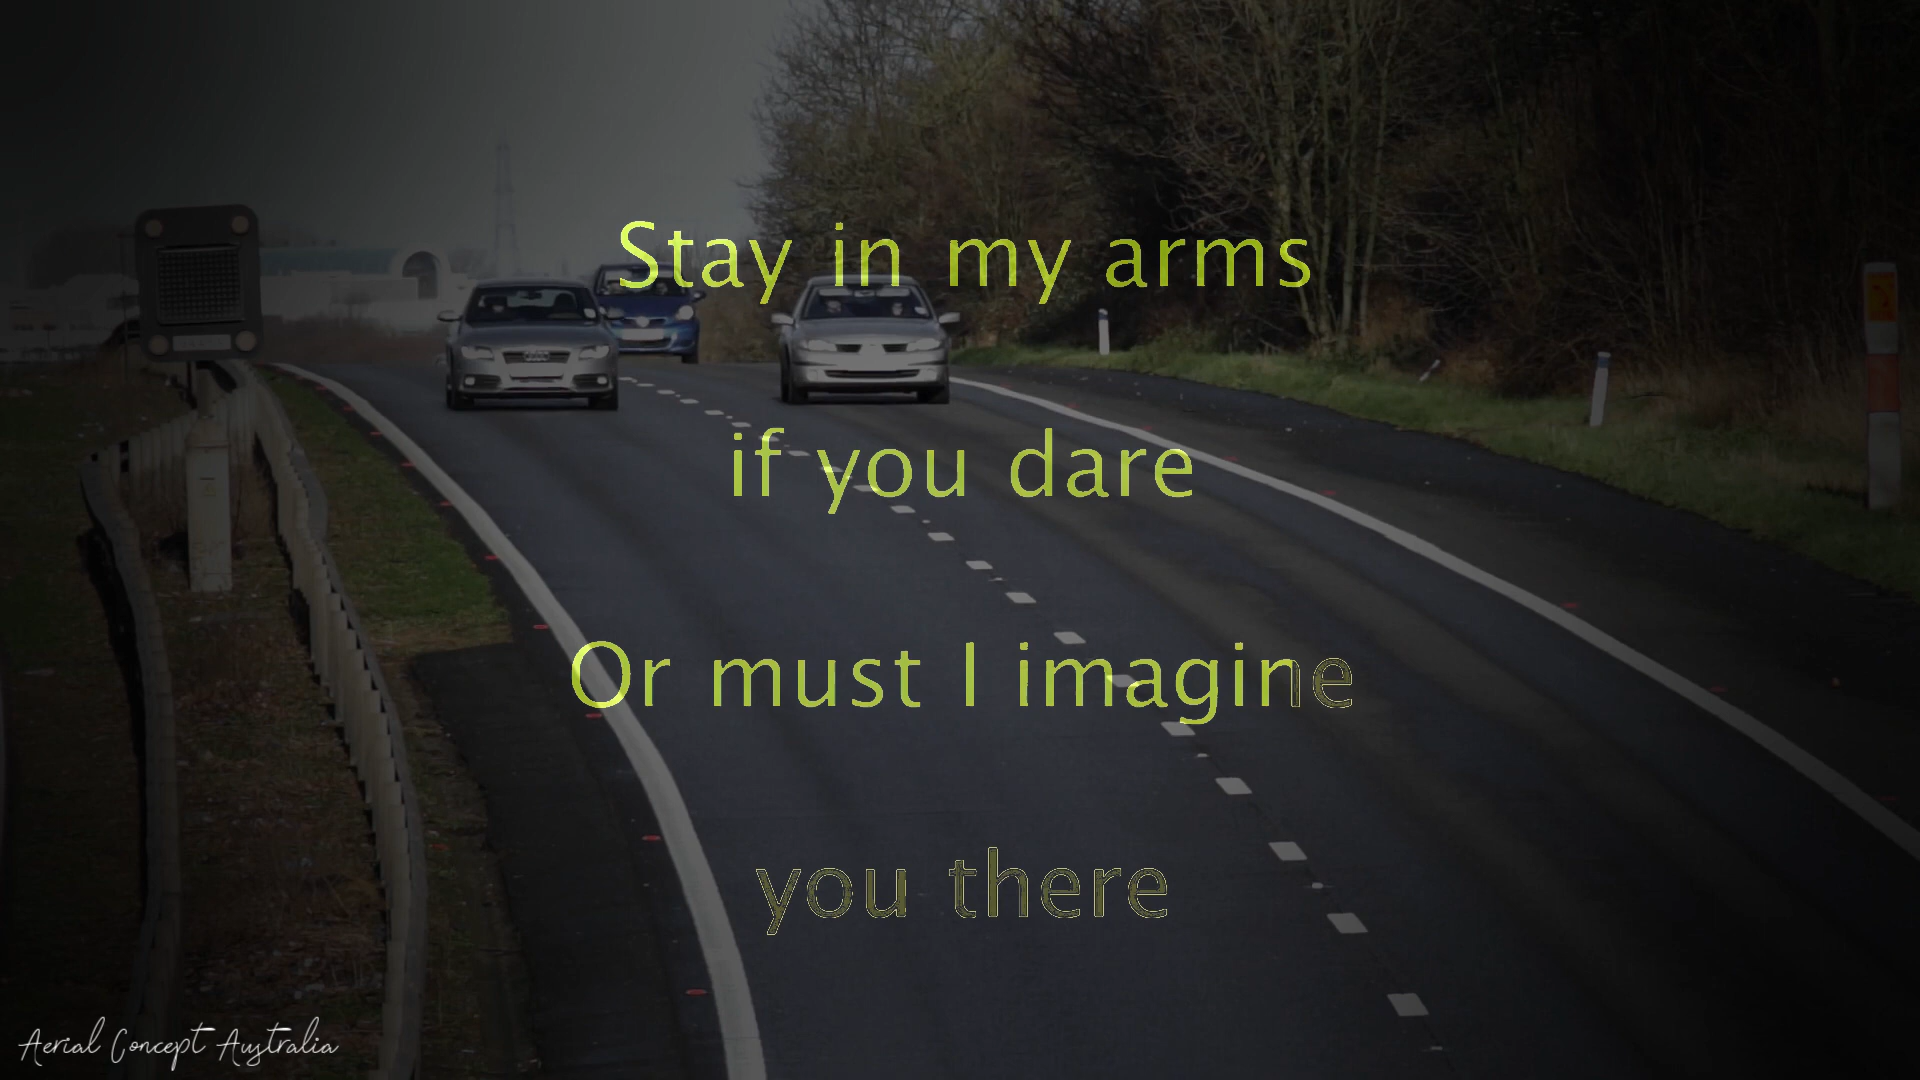 Stay in my arms
if you dare
Or must I imagine
you there
Aerial Concept Australia